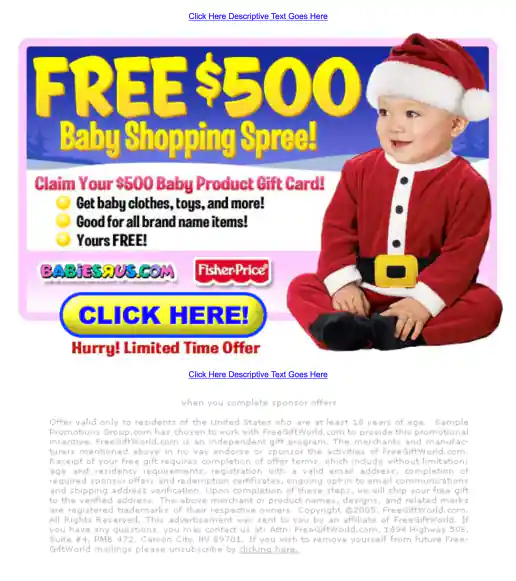 Click Here Descriptive Text Goes Here
FREE $500
Baby Shopping Spree!
Claim Your $500 Baby Product Gift Card!
Get baby clothes, toys, and more!
Good for all brand name items!
Yours FREE!
BABIESRUS.COM Fisher-Price
CLICK HERE!
Hurry! Limited Time Offer
Click Here Descriptive Text Goes Here
when you complete sponsor offers
Offer valid only to residents of the United States who are at least 18 years of age. Sample
Promotions Group.com has chosen to work with FreeGiftWorld.com to provide this promotional
incentive. FreeGiftWorld.com is an independent gift program. The merchants and manufac-
turers mentioned above in no way endorse or sponsor the activities of FreeGiftWorld.com.
Receipt of your free gift requires completion of offer terms, which include without limitation:
age and residency requirements, registration with a valid email address, completion of
required sponsor offers and redemption certificates, ongoing opt-in to email communications
and shipping address verification. Upon completion of these steps, we will ship your free gift
to the verified address. The above merchant or product names, designs, and related marks
are registered trademarks of their respective owners. Copyright @2005. FreeGiftWorld.com.
All Rights Reserved. This advertisement was sent to you by an affiliate of FreeGiftWorld. If
you have any questions, you may contact us at: Attn: FreeGiftWorld.com, 1894 Highway 50E,
Suite #4, PMB 472, Carson City, NV 89701. If you wish to remove yourself from future Free-
GiftWorld mailings please unsubscribe by clicking here.